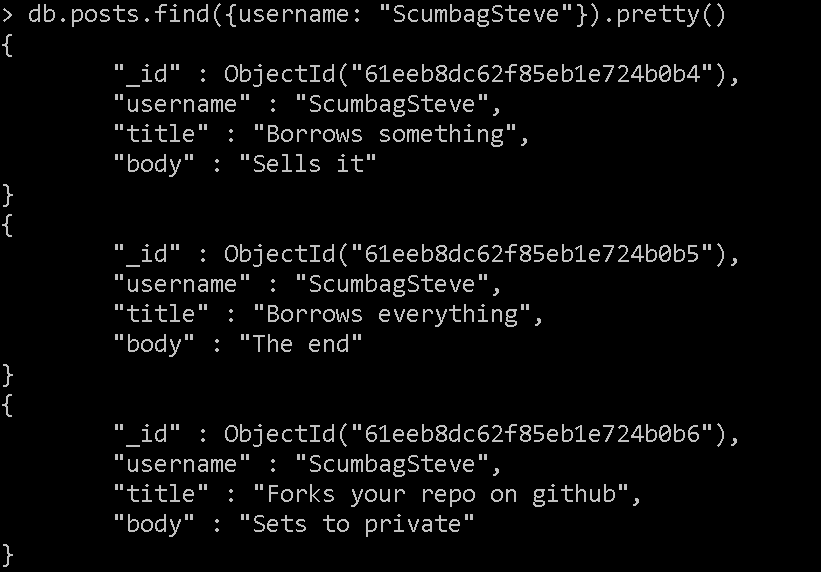 > db.posts.find({username: "ScumbagSteve"}).pretty()
{
        "_id" : ObjectId("61eeb8dc62f85eb1e724b0b4"),
        "username" : "ScumbagSteve",
        "title" : "Borrows something",
        "body" : "Sells it"
}
{
        "_id" : ObjectId("61eeb8dc62f85eb1e724b0b5"),
        "username" : "ScumbagSteve",
        "title" : "Borrows everything",
        "body" : "The end"
}
{
        "_id" : ObjectId("61eeb8dc62f85eb1e724b0b6"),
        "username" : "ScumbagSteve",
        "title" : "Forks your repo on github",
        "body" : "Sets to private"
}